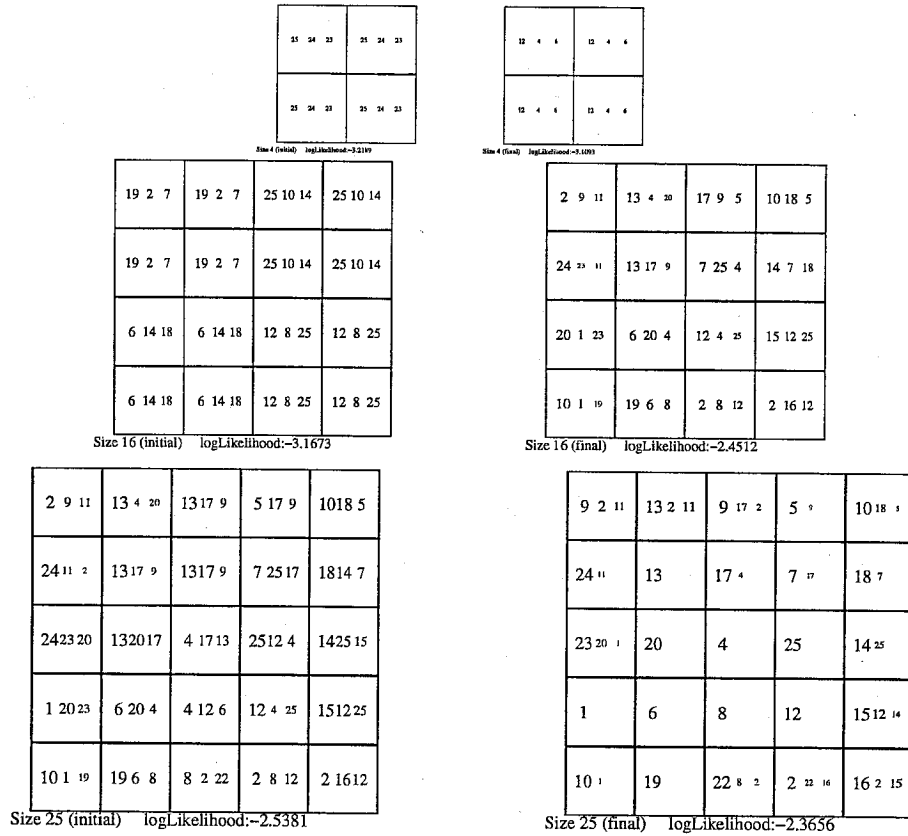 25 24 23 25 24 23
25 24 23 25 24 23
Size 4 (initial) logLikelihood:-3.2189
12 4 6 12 4 6
12 4 6 12 4 6
Size 4 (final) logLikelihood:-3.1093
19 2 7 19 2 7 25 10 14 25 10 14
19 2 7 19 2 7 25 10 14 25 10 14
6 14 18 6 14 18 12 8 25 12 8 25
6 14 18 6 14 18 12 8 25 12 8 25
Size 16 (initial) logLikelihood:-3.1673
2 9 11 13 4 20 17 9 5 10 18 5
24 23 11 13 17 9 7 25 4 14 7 18
20 1 23 6 20 4 12 4 25 15 12 25
10 1 19 19 6 8 2 8 12 2 16 12
Size 16 (final) logLikelihood:-2.4512
2 9 11 13 4 20 13 17 9 5 17 9 10 18 5
24 11 2 13 17 9 13 17 9 7 25 17 18 14 7
24 23 20 13 20 17 4 17 13 25 12 4 14 25 15
1 20 23 6 20 4 4 12 6 12 4 25 15 12 25
10 1 19 19 6 8 8 2 22 2 8 12 2 16 12
Size 25 (initial) logLikelihood:-2.5381
9 2 11 13 2 11 9 17 2 5 9 10 18 5
24 11 13 17 4 7 17 18 7
23 20 1 20 4 25 14 25
1 6 8 12 15 12 14
10 1 19 22 8 2 2 22 16 16 2 15
Size 25 (final) logLikelihood:-2.3656